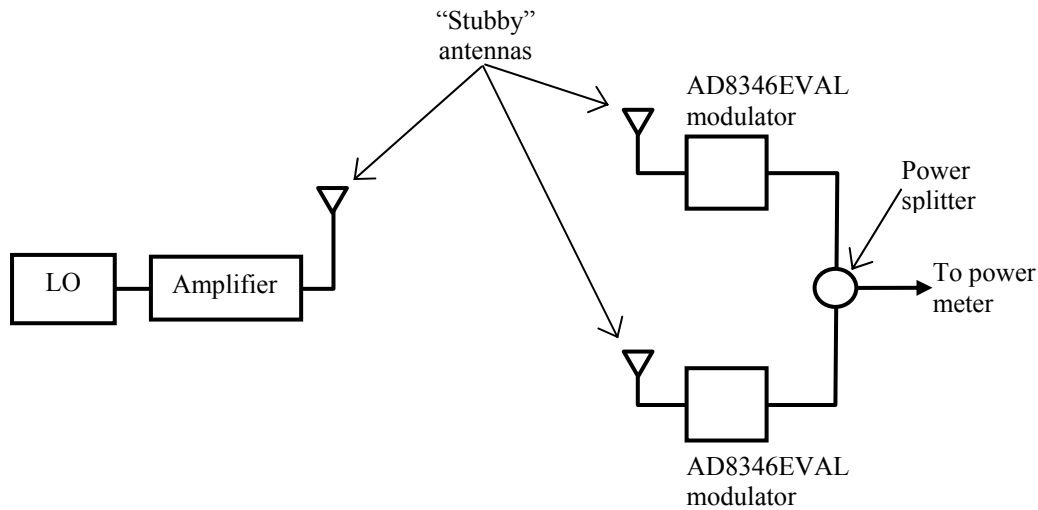 “Stubby”
antennas
AD8346EVAL
modulator
Power
splitter
LO
Amplifier
To power
meter
AD8346EVAL
modulator